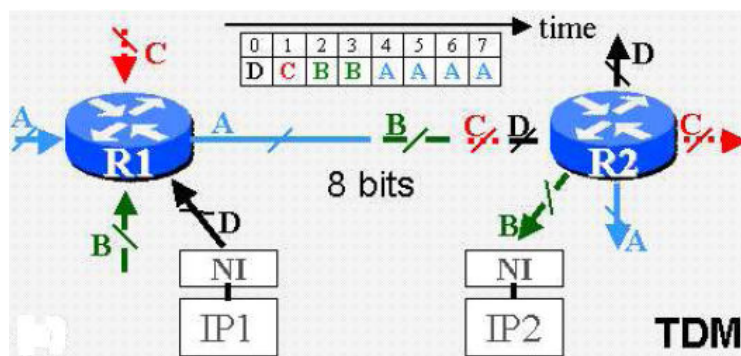 time
0 1 2 3 4 5 6 7
D C B B A A A A
C
D
A
A
B
C
D
C
R1
R2
8 bits
D
B
B
A
NI
NI
IP1
IP2
TDM